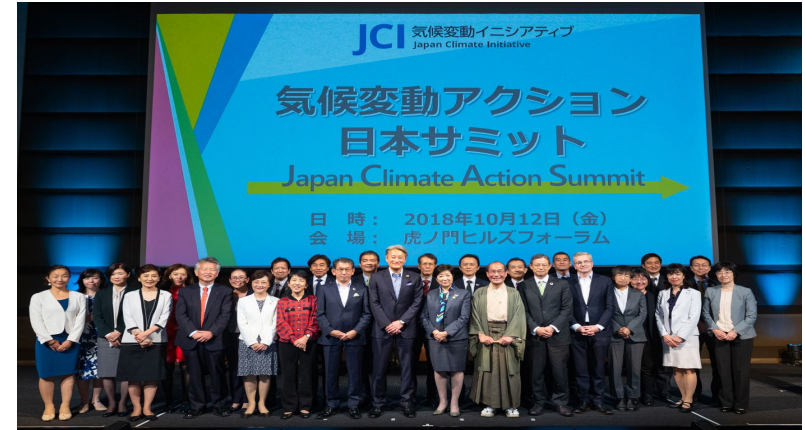 JCI 気候変動イニシアティブ
Japan Climate Initiative
気候変動アクション
日本サミット
Japan Climate Action Summit
日　時：　2018年10月12日（金）
会　場：　虎ノ門ヒルズフォーラム